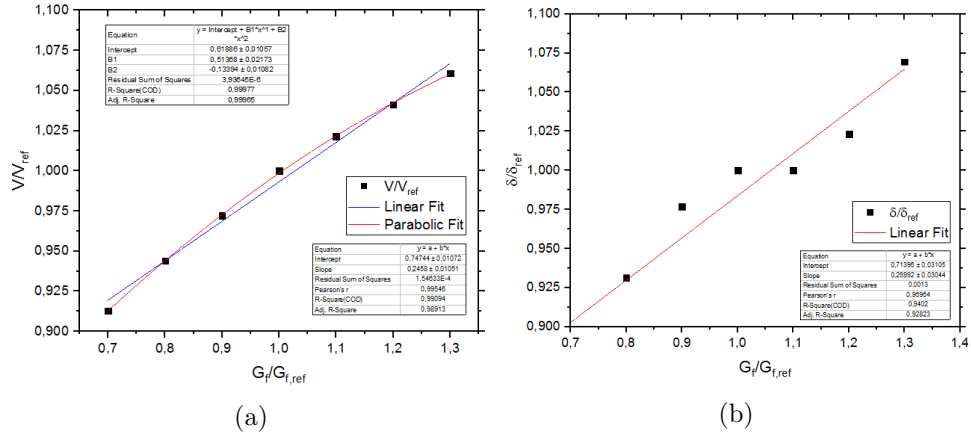 1,100
1,075
1,050
1,025
1,000
0,975
0,950
0,925
0,900
V/V_ref
Equation y = Intercept + B1*x^1 + B2
*x^2
Intercept 0,61886 ± 0,01057
B1 0,51368 ± 0,02173
B2 -0,13394 ± 0,01082
Residual Sum of Squares 3,93645E-6
R-Square(COD) 0,99977
Adj. R-Square 0,99965
V/V_ref
Linear Fit
Parabolic Fit
Equation y = a + b*x
Intercept 0,74744 ± 0,01072
Slope 0,2458 ± 0,01051
Residual Sum of Squares 1,54633E-4
Pearson's r 0,99546
R-Square(COD) 0,99094
Adj. R-Square 0,98913
0,7 0,8 0,9 1,0 1,1 1,2 1,3
G_f/G_f,ref
(a)
1,100
1,075
1,050
1,025
1,000
0,975
0,950
0,925
0,900
δ/δ_ref
δ/δ_ref
Linear Fit
Equation y = a + b*x
Intercept 0,71396 ± 0,03105
Slope 0,26992 ± 0,03044
Residual Sum of Squares 0,0013
Pearson's r 0,96964
R-Square(COD) 0,9402
Adj. R-Square 0,92823
0,7 0,8 0,9 1,0 1,1 1,2 1,3 1,4
G_f/G_f,ref
(b)